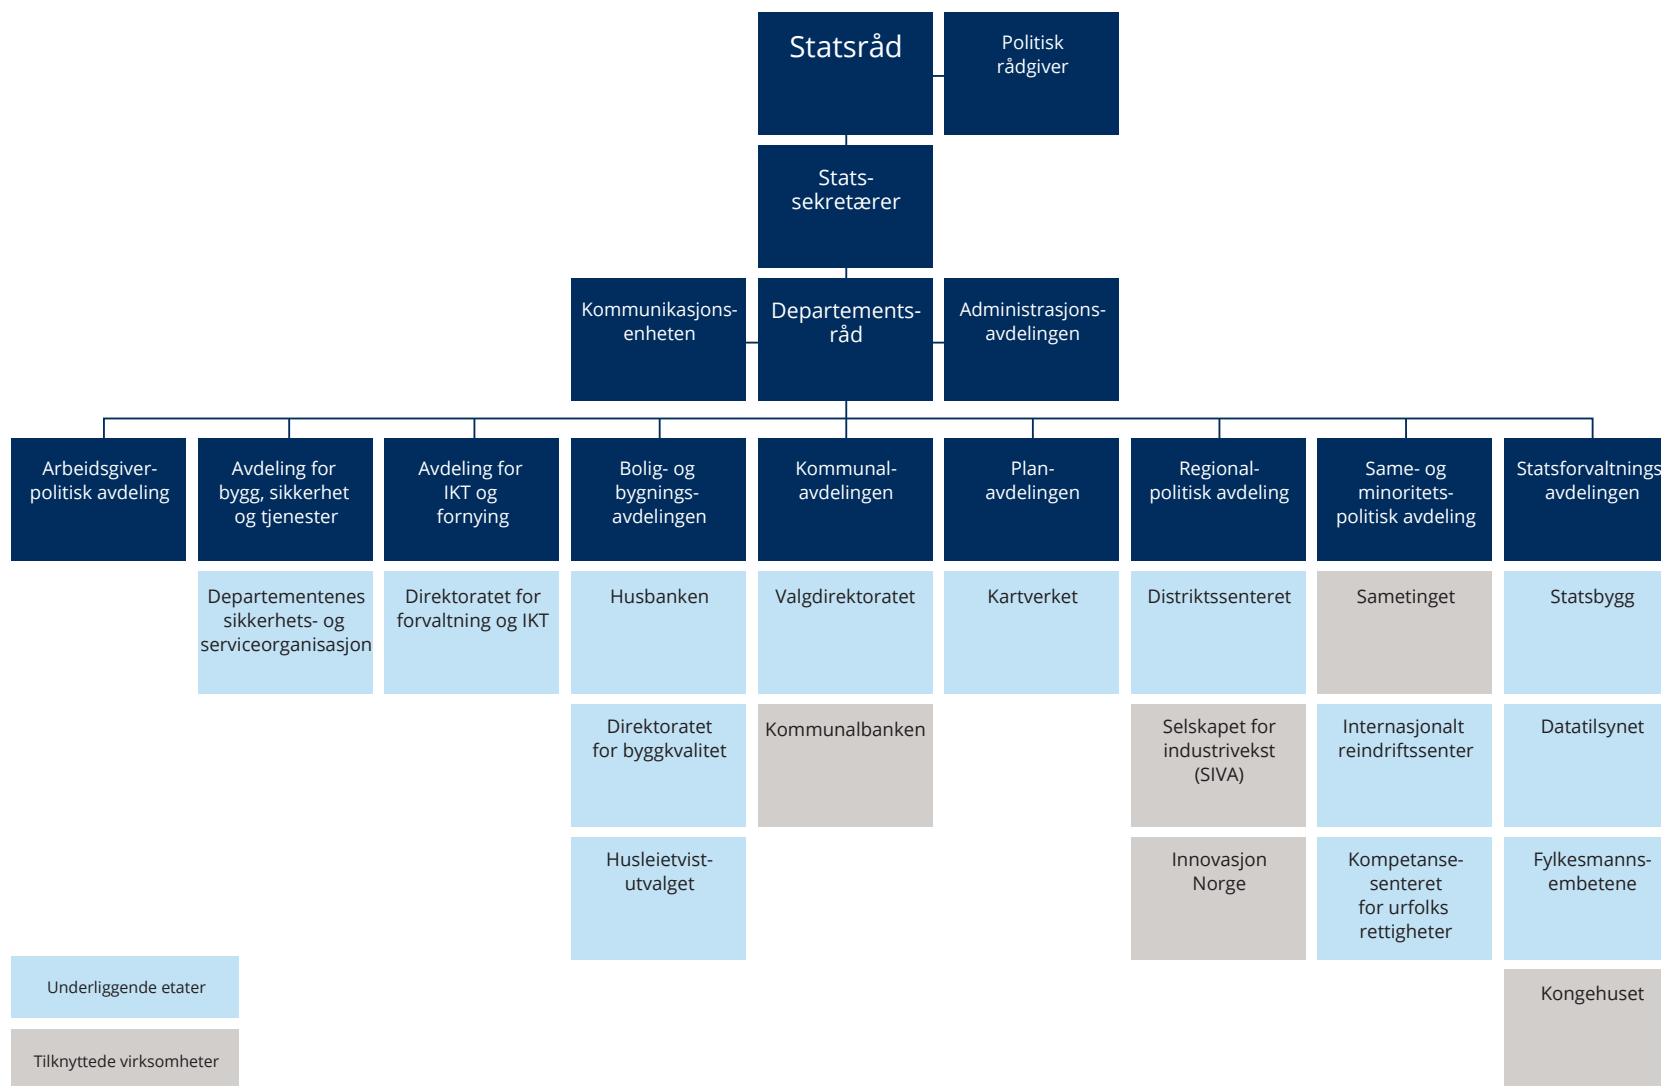 Statsråd
Politisk
rådgiver
Stats-
sekretærer
Kommunikasjons-
enheten
Departements-
råd
Administrasjons-
avdelingen
Arbeidsgiver-
politisk avdeling
Avdeling for
bygg, sikkerhet
og tjenester
Avdeling for
IKT og
fornying
Bolig- og
bygnings-
avdelingen
Kommunal-
avdelingen
Plan-
avdelingen
Regional-
politisk avdeling
Same- og
minoritets-
politisk avdeling
Statsforvaltnings
avdelingen
Departementenes
sikkerhets- og
serviceorganisasjon
Direktoratet for
forvaltning og IKT
Husbanken
Valgdirektoratet
Kartverket
Distriktssenteret
Sametinget
Statsbygg
Direktoratet
for byggkvalitet
Kommunalbanken
Selskapet for
industrivekst
(SIVA)
Internasjonalt
reindriftssenter
Datatilsynet
Husleietvist-
utvalget
Innovasjon
Norge
Kompetanse-
senteret
for urfolks
rettigheter
Fylkesmanns-
embetene
Kongehuset
Underliggende etater
Tilknyttede virksomheter